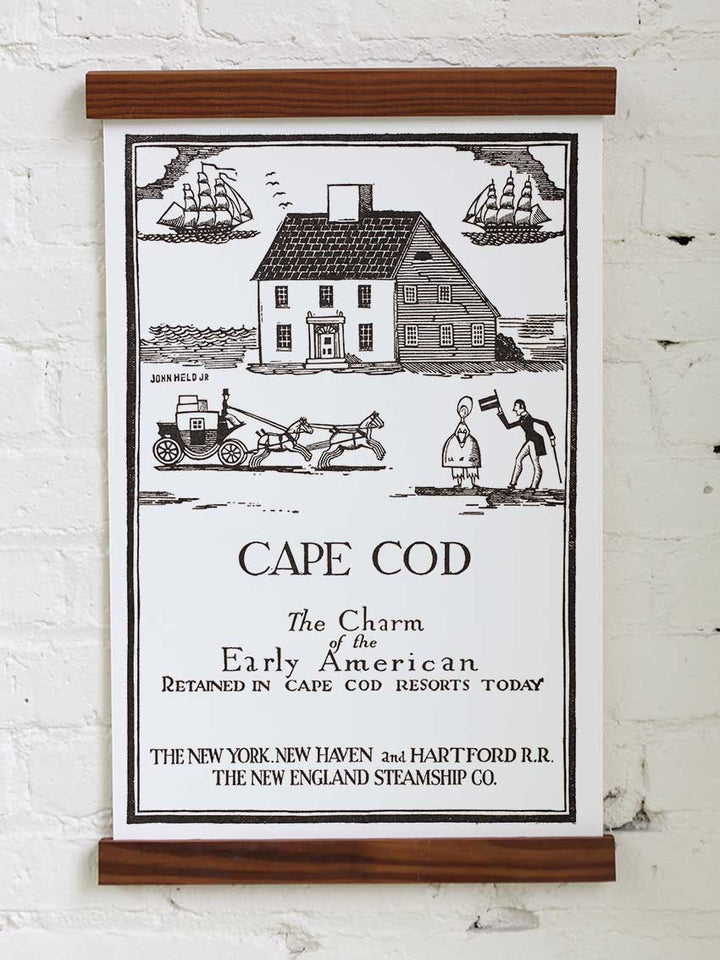 JOHN HELD JR
CAPE COD
The Charm
of the
Early American
RETAINED IN CAPE COD RESORTS TODAY
THE NEW YORK. NEW HAVEN and HARTFORD R.R.
THE NEW ENGLAND STEAMSHIP CO.